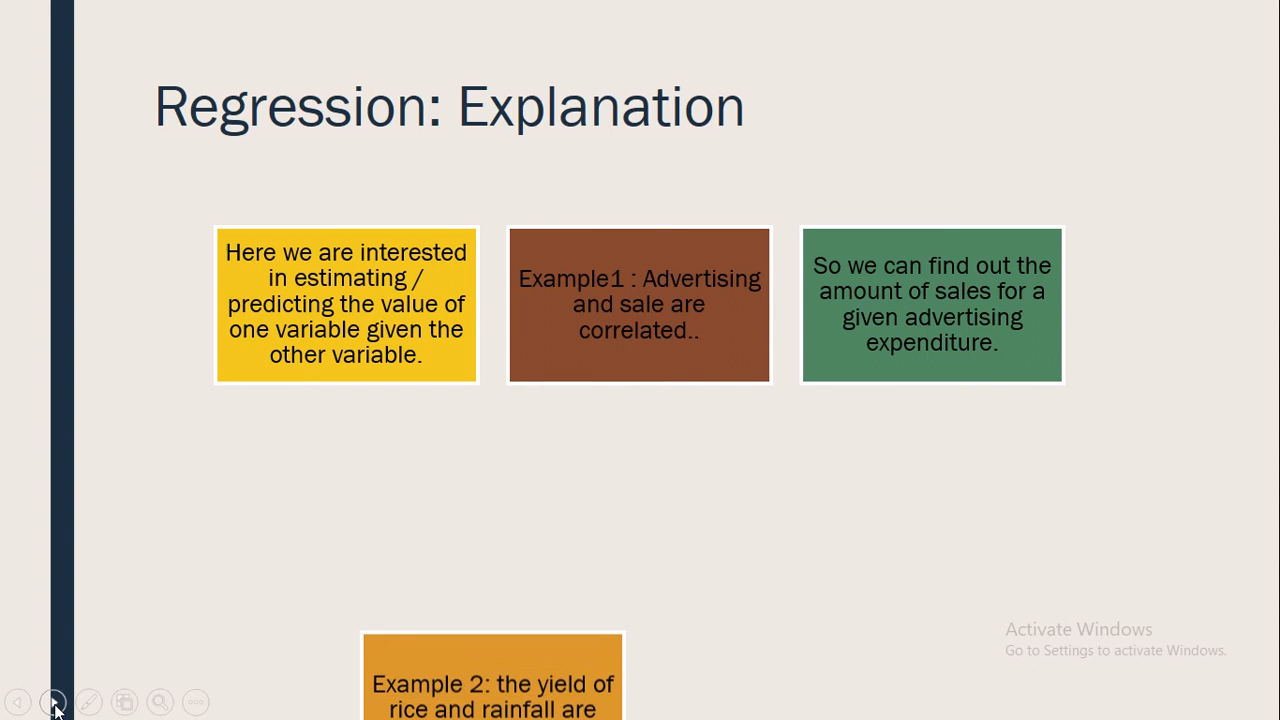 Regression: Explanation
Here we are interested
in estimating /
predicting the value of
one variable given the
other variable.
Example1 : Advertising
and sale are
correlated..
So we can find out the
amount of sales for a
given advertising
expenditure.
Example 2: the yield of
rice and rainfall are
Activate Windows
Go to Settings to activate Windows.